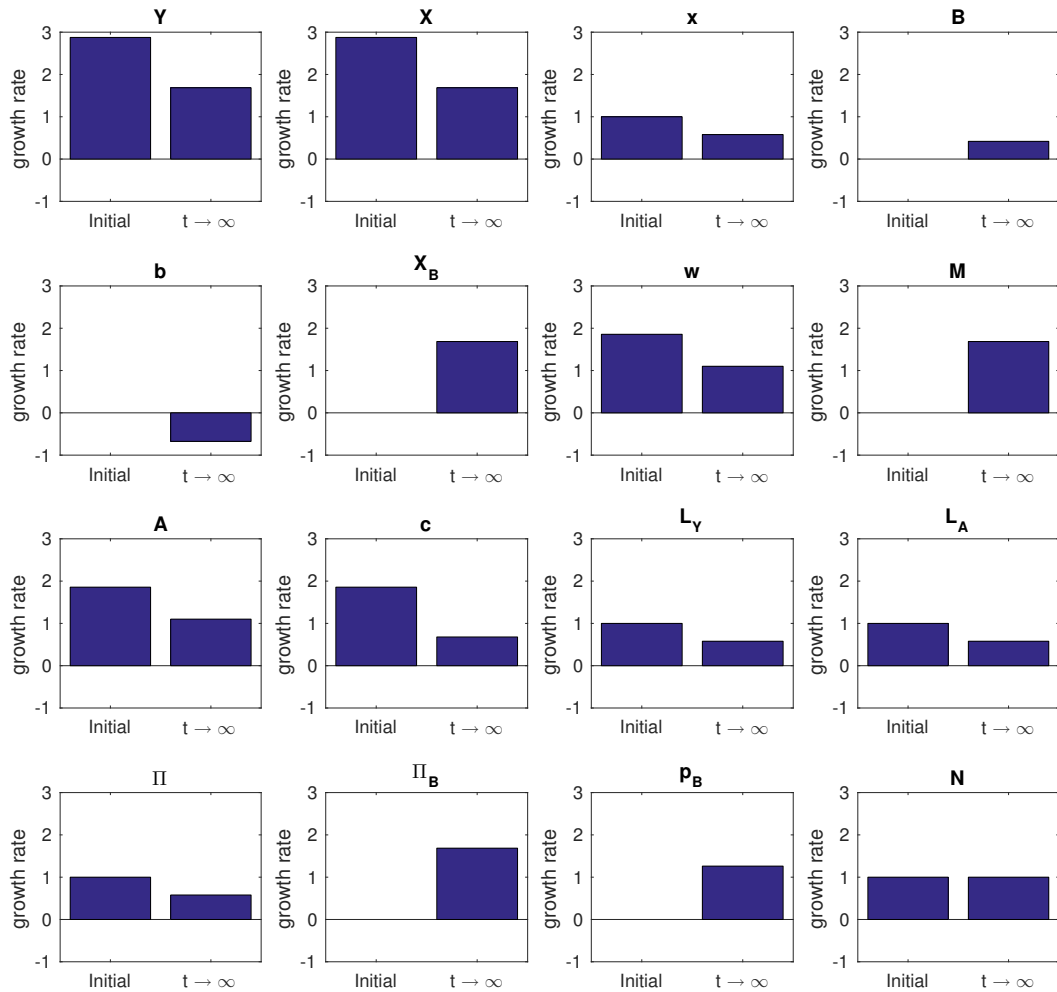 Y X x B
3 3 3 3
2 2 2 2
1 1 1 1
0 0 0 0
-1 -1 -1 -1
growth rate growth rate growth rate growth rate
Initial t → ∞ Initial t → ∞ Initial t → ∞ Initial t → ∞
b X_B w M
3 3 3 3
2 2 2 2
1 1 1 1
0 0 0 0
-1 -1 -1 -1
growth rate growth rate growth rate growth rate
Initial t → ∞ Initial t → ∞ Initial t → ∞ Initial t → ∞
A c L_Y L_A
3 3 3 3
2 2 2 2
1 1 1 1
0 0 0 0
-1 -1 -1 -1
growth rate growth rate growth rate growth rate
Initial t → ∞ Initial t → ∞ Initial t → ∞ Initial t → ∞
Π Π_B p_B N
3 3 3 3
2 2 2 2
1 1 1 1
0 0 0 0
-1 -1 -1 -1
growth rate growth rate growth rate growth rate
Initial t → ∞ Initial t → ∞ Initial t → ∞ Initial t → ∞